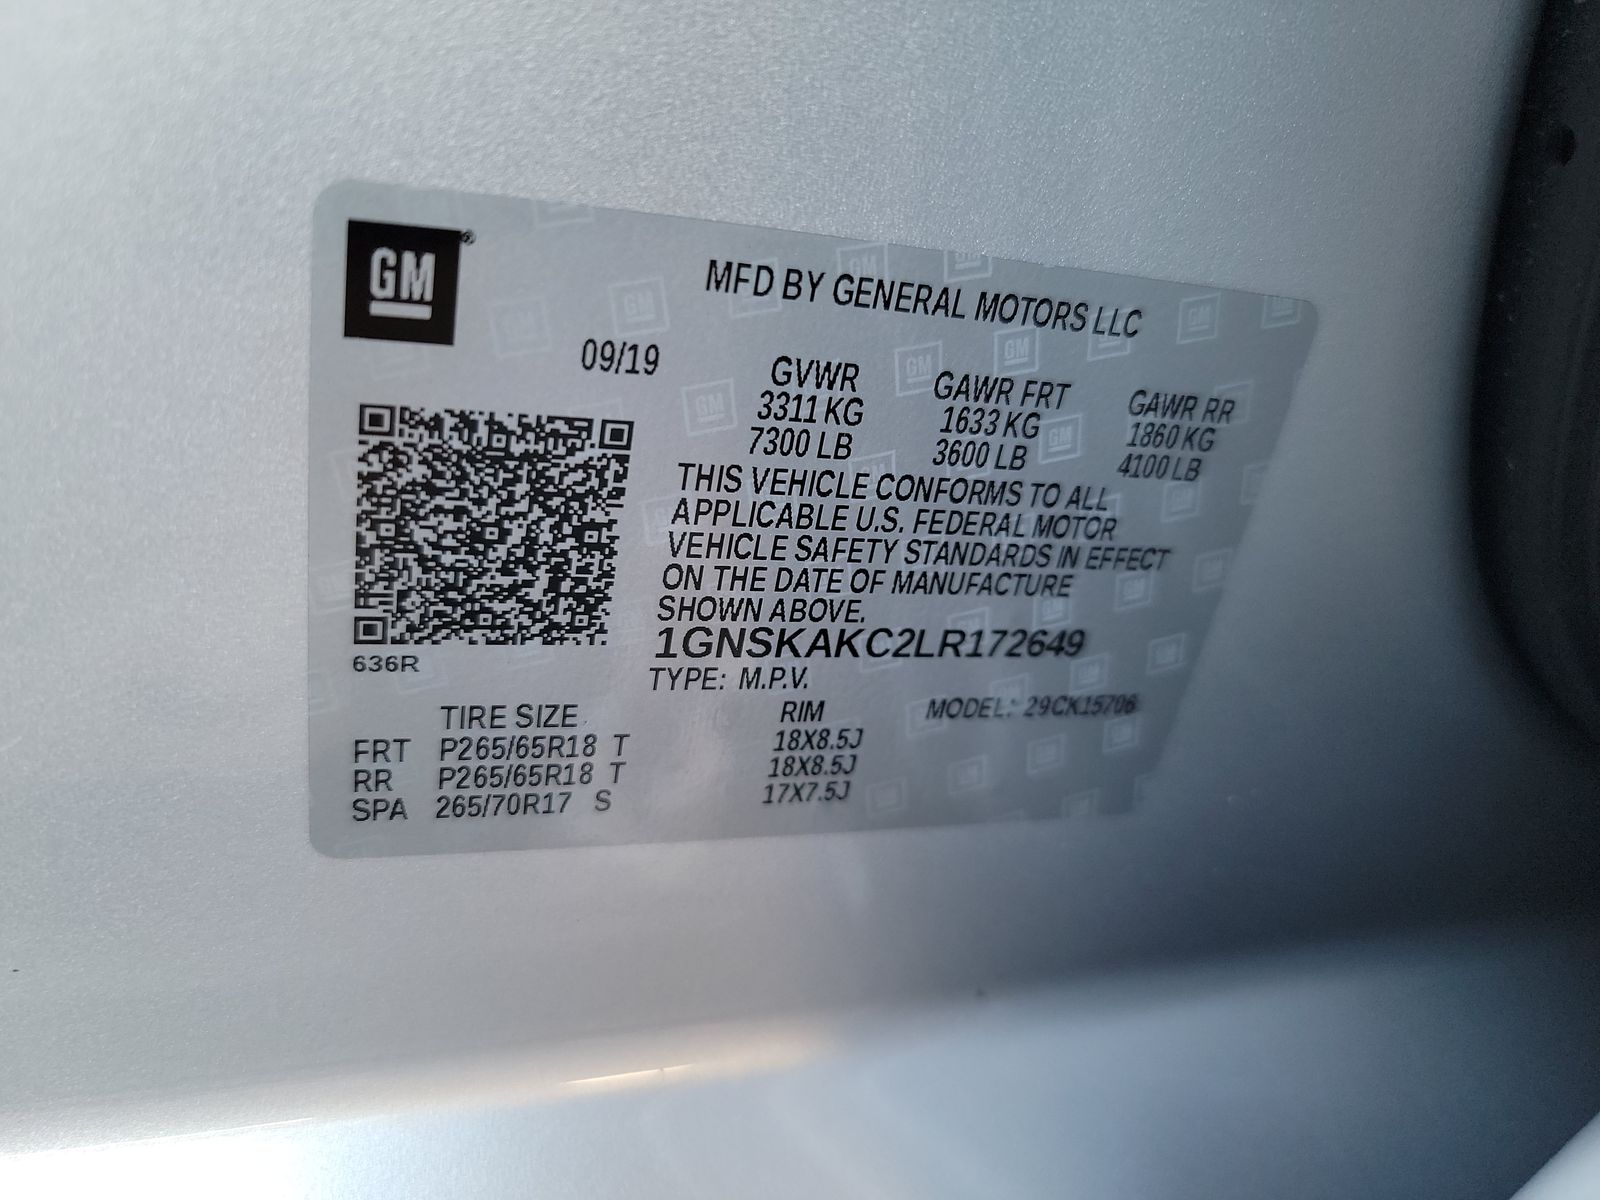 GM®
MFD BY GENERAL MOTORS LLC
09/19
GVWR GAWR FRT GAWR RR
3311 KG 1633 KG 1860 KG
7300 LB 3600 LB 4100 LB
THIS VEHICLE CONFORMS TO ALL
APPLICABLE U.S. FEDERAL MOTOR
VEHICLE SAFETY STANDARDS IN EFFECT
ON THE DATE OF MANUFACTURE
SHOWN ABOVE.
1GNSKAKC2LR172649
636R
TYPE: M.P.V.
TIRE SIZE RIM MODEL: 29CK15706
FRT P265/65R18 T 18X8.5J
RR P265/65R18 T 18X8.5J
SPA 265/70R17 S 17X7.5J